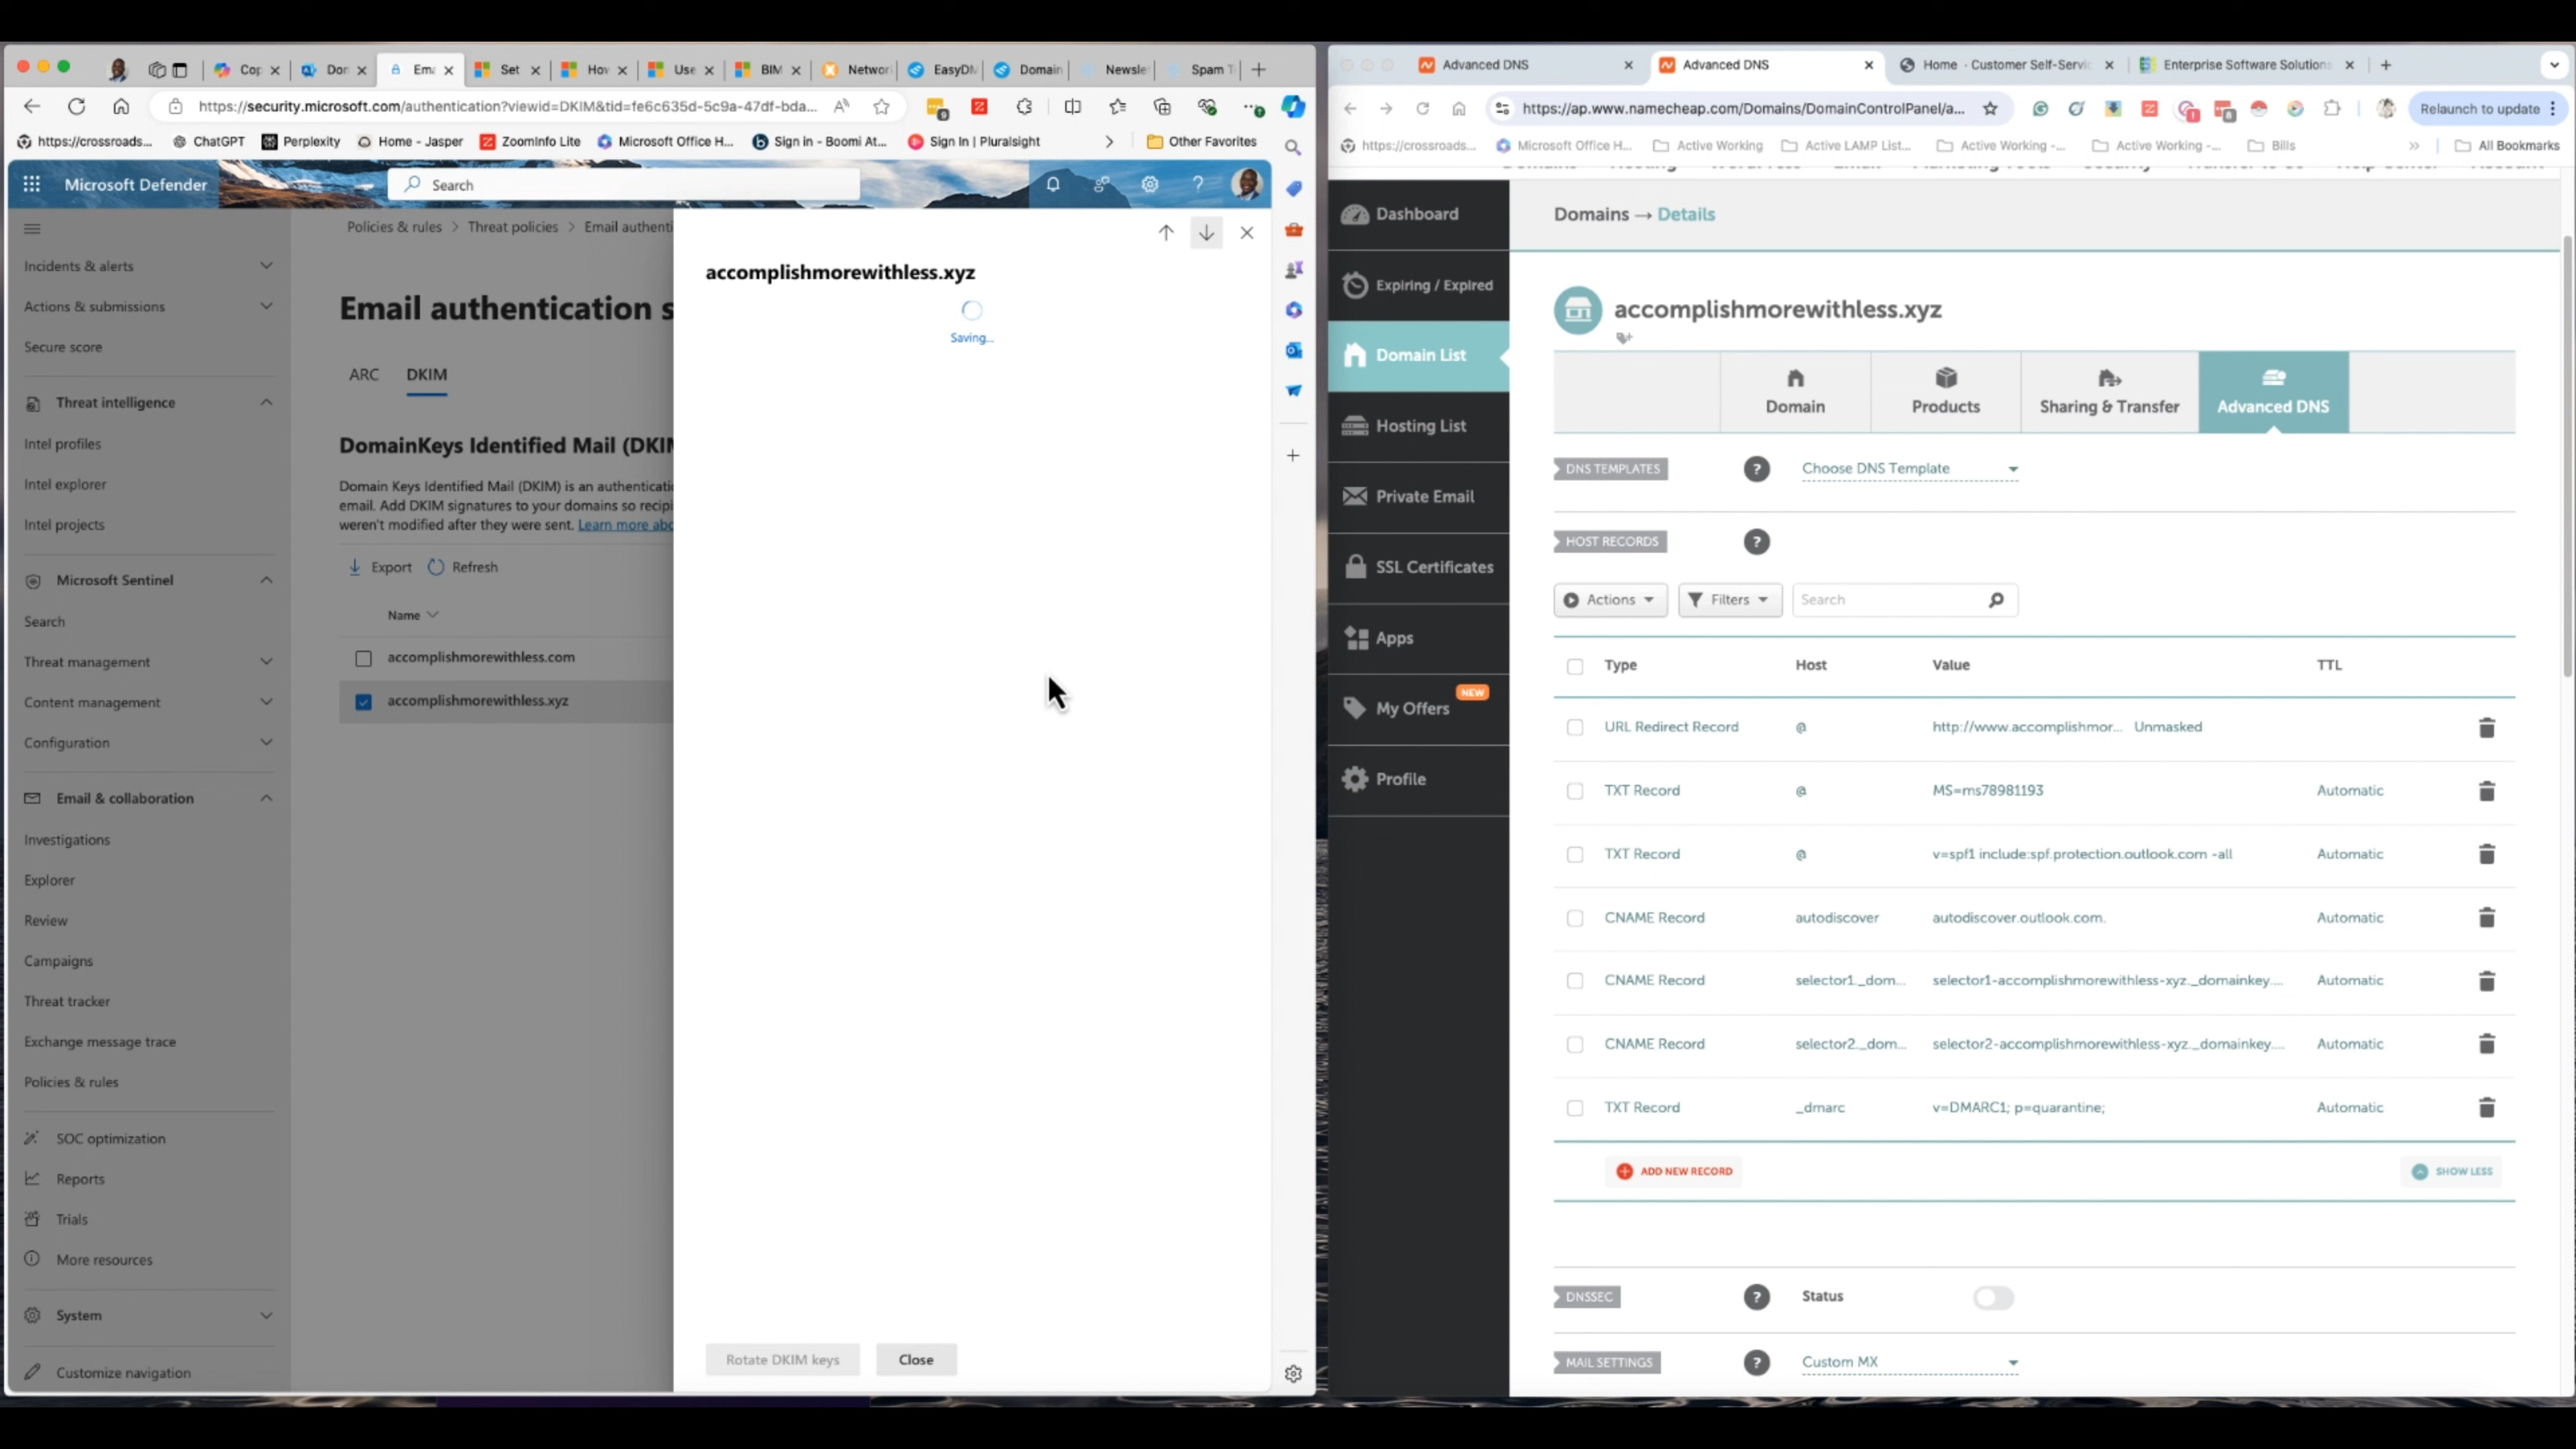 Cop
Don
Ema
Set
How
Use
BIM
Networ
EasyDM
Domain
Newslet
Spam T
https://security.microsoft.com/authentication?viewid=DKIM&tid=fe6c635d-5c9a-47df-bda...
https://crossroads...
ChatGPT
Perplexity
Home - Jasper
ZoomInfo Lite
Microsoft Office H...
Sign in - Boomi At...
Sign In | Pluralsight
Other Favorites
Microsoft Defender
Search
Incidents & alerts
Actions & submissions
Secure score
Threat intelligence
Intel profiles
Intel explorer
Intel projects
Microsoft Sentinel
Search
Threat management
Content management
Configuration
Email & collaboration
Investigations
Explorer
Review
Campaigns
Threat tracker
Exchange message trace
Policies & rules
SOC optimization
Reports
Trials
More resources
System
Customize navigation
Policies & rules > Threat policies > Email authenti
Email authentication s
ARC
DKIM
DomainKeys Identified Mail (DKIM
Domain Keys Identified Mail (DKIM) is an authenticati
email. Add DKIM signatures to your domains so recipi
weren't modified after they were sent. Learn more abo
Export
Refresh
Name
accomplishmorewithless.com
accomplishmorewithless.xyz
accomplishmorewithless.xyz
Saving...
Rotate DKIM keys
Close
Advanced DNS
Advanced DNS
Home - Customer Self-Servic
Enterprise Software Solutions
https://ap.www.namecheap.com/Domains/DomainControlPanel/a...
Relaunch to update
https://crossroads...
Microsoft Office H...
Active Working
Active LAMP List...
Active Working -...
Active Working -...
Bills
All Bookmarks
Dashboard
Expiring / Expired
Domain List
Hosting List
Private Email
SSL Certificates
Apps
My Offers
NEW
Profile
Domains → Details
accomplishmorewithless.xyz
Domain
Products
Sharing & Transfer
Advanced DNS
DNS TEMPLATES
?
Choose DNS Template
HOST RECORDS
?
Actions
Filters
Search
Type Host Value TTL
URL Redirect Record @ http://www.accomplishmor... Unmasked
TXT Record @ MS=ms78981193 Automatic
TXT Record @ v=spf1 include:spf.protection.outlook.com -all Automatic
CNAME Record autodiscover autodiscover.outlook.com. Automatic
CNAME Record selector1._dom... selector1-accomplishmorewithless-xyz._domainkey.... Automatic
CNAME Record selector2._dom... selector2-accomplishmorewithless-xyz._domainkey.... Automatic
TXT Record _dmarc v=DMARC1; p=quarantine; Automatic
ADD NEW RECORD
SHOW LESS
DNSSEC
?
Status
MAIL SETTINGS
?
Custom MX